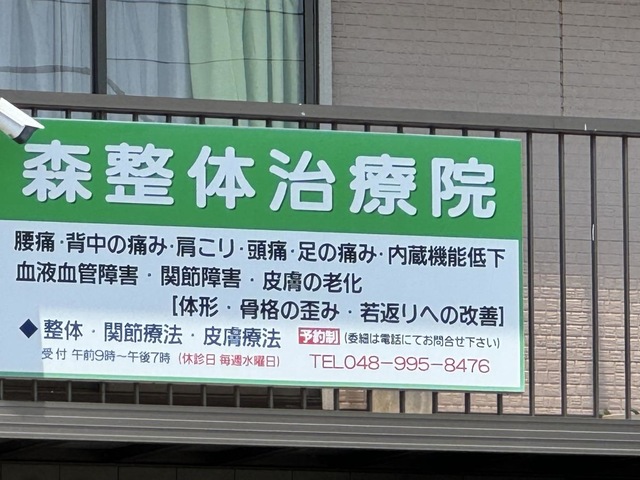 森整体治療院
腰痛・背中の痛み・肩こり・頭痛・足の痛み・内蔵機能低下
血液血管障害・関節障害・皮膚の老化
[体形・骨格の歪み・若返りへの改善]
◆整体・関節療法・皮膚療法 予約制 (委細は電話にてお問合せ下さい)
受付 午前9時〜午後7時 (休診日 毎週水曜日) TEL048-995-8476